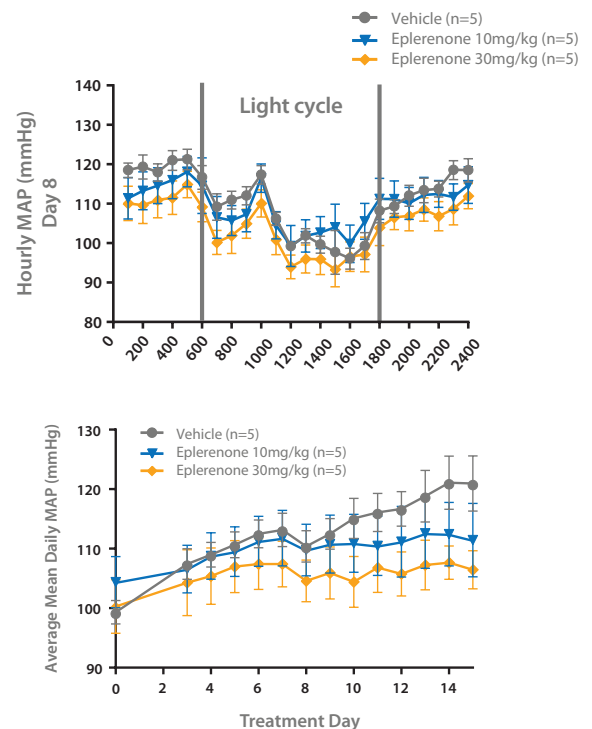 Vehicle (n=5)
Eplerenone 10mg/kg (n=5)
Eplerenone 30mg/kg (n=5)
Hourly MAP (mmHg)
Day 8
140
130
120
110
100
90
80
Light cycle
0
200
400
600
800
1000
1200
1400
1600
1800
2000
2200
2400
Average Mean Daily MAP (mmHg)
130
120
110
100
90
Vehicle (n=5)
Eplerenone 10mg/kg (n=5)
Eplerenone 30mg/kg (n=5)
0 2 4 6 8 10 12 14
Treatment Day